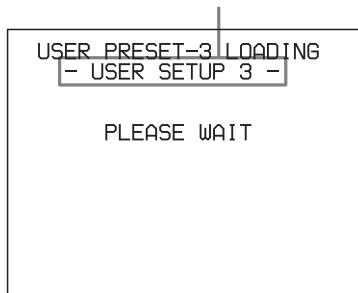 USER PRESET-3 LOADING
- USER SETUP 3 -
PLEASE WAIT